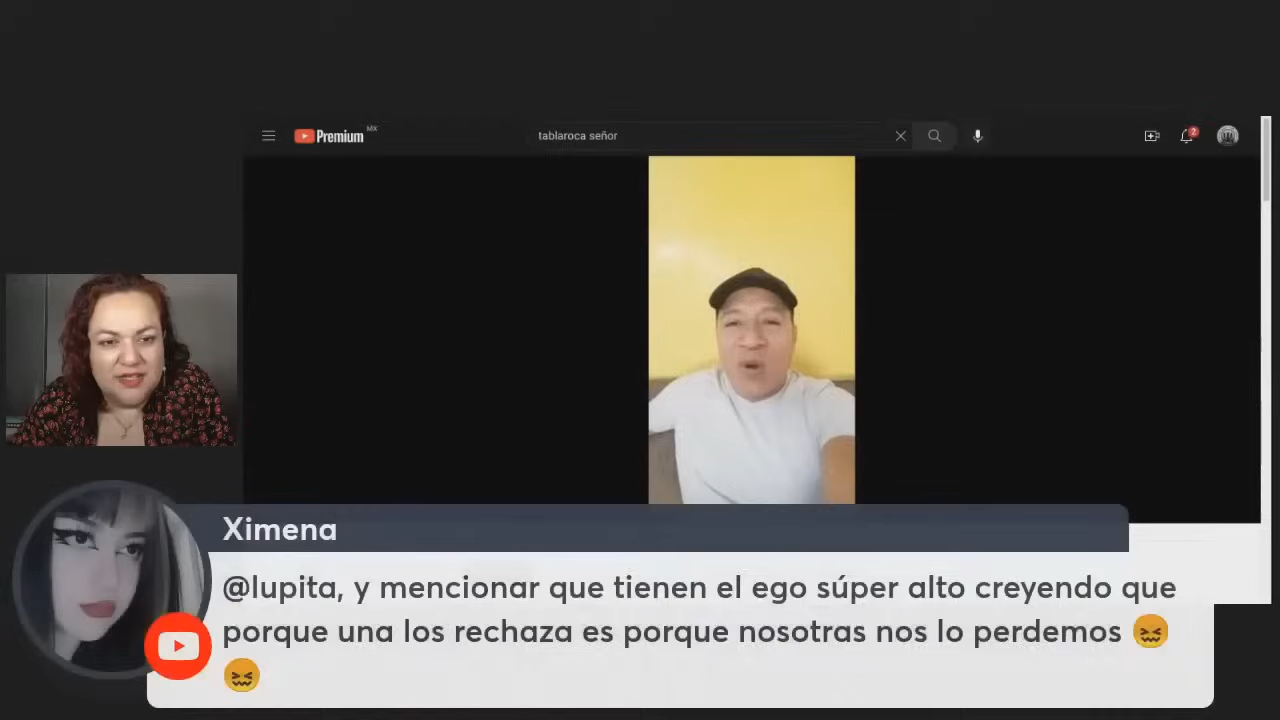 Premium MX
tablaroca señor
2
Ximena
@lupita, y mencionar que tienen el ego súper alto creyendo que
porque una los rechaza es porque nosotras nos lo perdemos 😖
😖